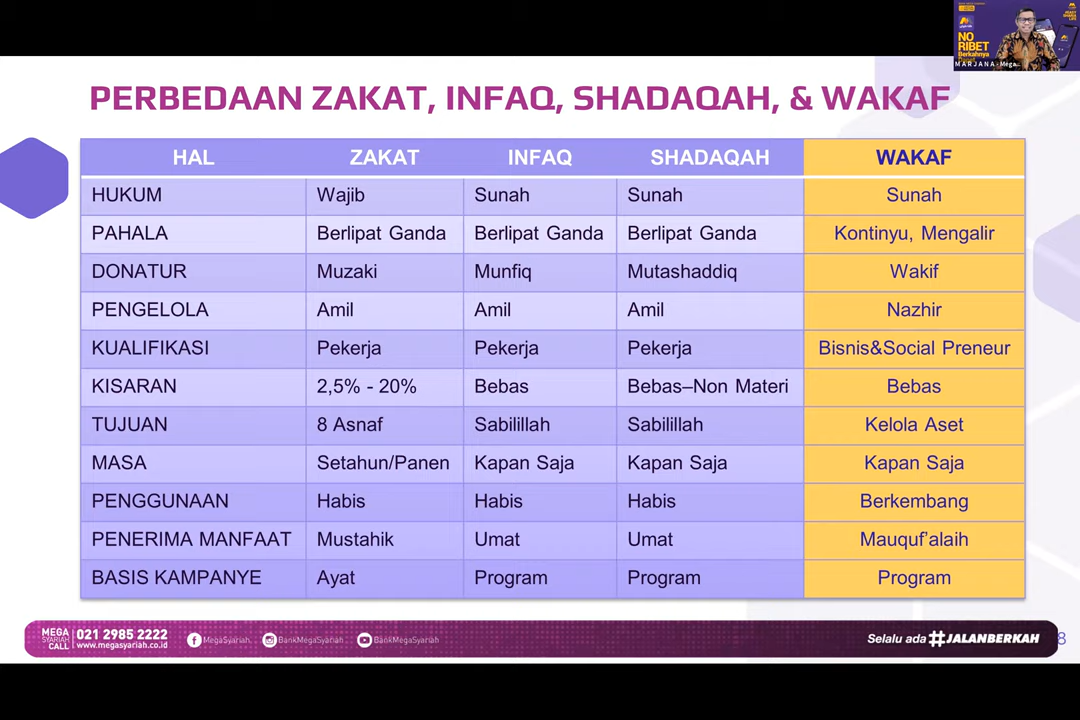 NO
RIBET
Berkahnya
MARJANA - Mega...
PERBEDAAN ZAKAT, INFAQ, SHADAQAH, & WAKAF
HAL ZAKAT INFAQ SHADAQAH WAKAF
HUKUM Wajib Sunah Sunah Sunah
PAHALA Berlipat Ganda Berlipat Ganda Berlipat Ganda Kontinyu, Mengalir
DONATUR Muzaki Munfiq Mutashaddiq Wakif
PENGELOLA Amil Amil Amil Nazhir
KUALIFIKASI Pekerja Pekerja Pekerja Bisnis&Social Preneur
KISARAN 2,5% - 20% Bebas Bebas–Non Materi Bebas
TUJUAN 8 Asnaf Sabilillah Sabilillah Kelola Aset
MASA Setahun/Panen Kapan Saja Kapan Saja Kapan Saja
PENGGUNAAN Habis Habis Habis Berkembang
PENERIMA MANFAAT Mustahik Umat Umat Mauquf'alaih
BASIS KAMPANYE Ayat Program Program Program
MEGA SYARIAH CALL 021 2985 2222
www.megasyariah.co.id
MegaSyariah. BankMegaSyariah. BankMegaSyariah
Selalu ada #JALANBERKAH
8